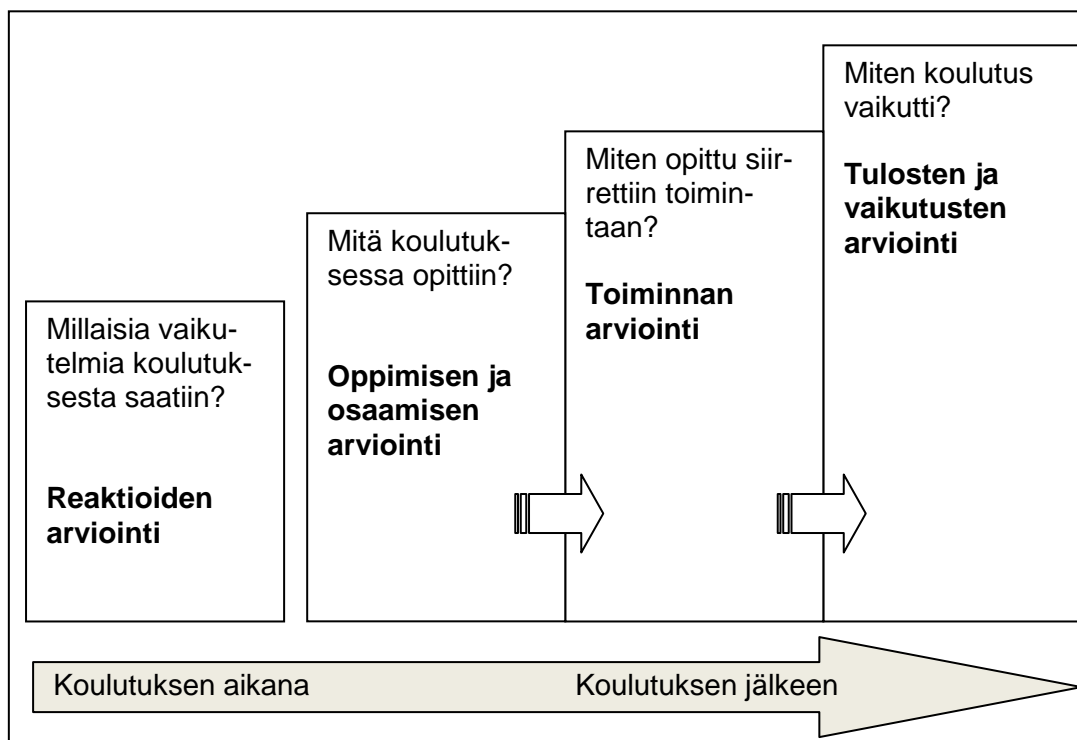 Millaisia vaiku-
telmia koulutuk-
sesta saatiin?
Reaktioiden
arviointi
Mitä koulutuk-
sessa opittiin?
Oppimisen ja
osaamisen
arviointi
Miten opittu siir-
rettiin toimin-
taan?
Toiminnan
arviointi
Miten koulutus
vaikutti?
Tulosten ja
vaikutusten
arviointi
Koulutuksen aikana
Koulutuksen jälkeen